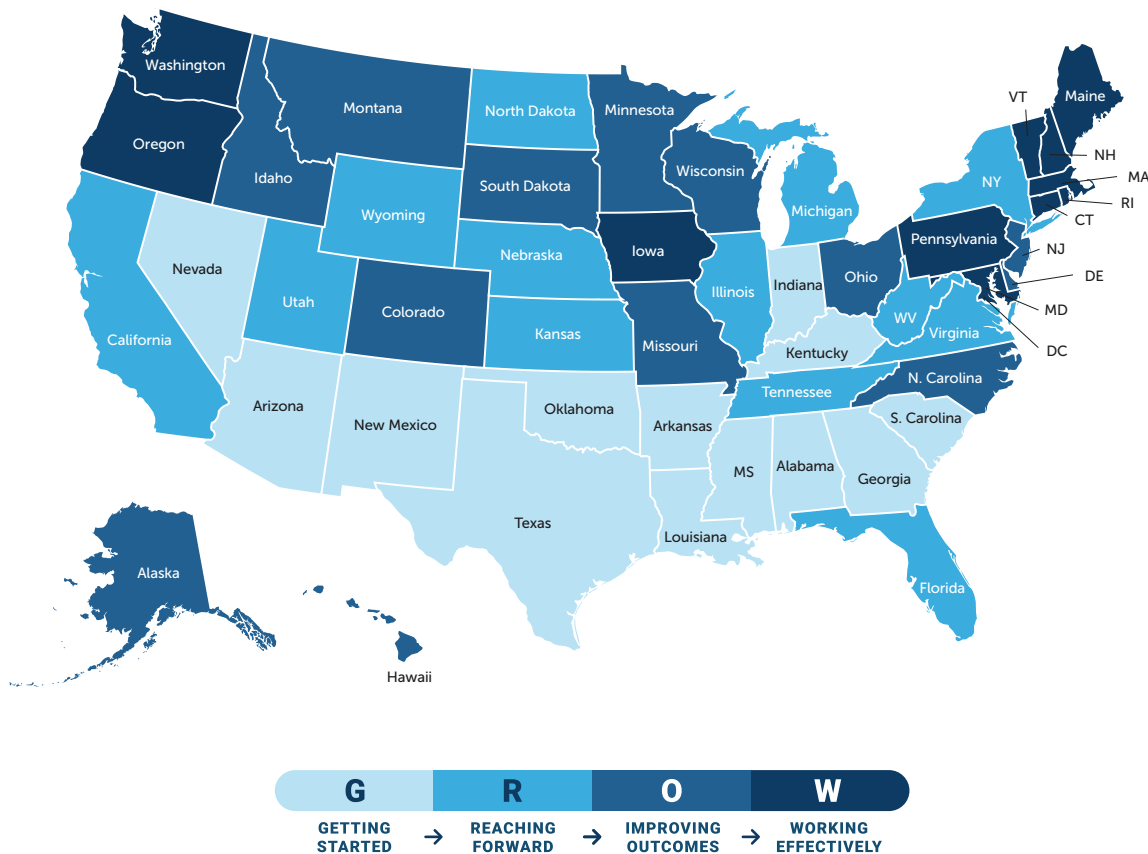 Washington
Maine
VT
Montana
North Dakota
Minnesota
Oregon
NH
Wisconsin
MA
Idaho
South Dakota
NY
RI
Wyoming
Michigan
CT
Pennsylvania
NJ
Nebraska
Iowa
Nevada
Ohio
DE
Indiana
Illinois
Utah
Colorado
MD
WV
Kansas
Virginia
California
Missouri
Kentucky
DC
N. Carolina
Tennessee
Arizona
Oklahoma
S. Carolina
New Mexico
Arkansas
MS
Alabama
Georgia
Texas
Louisiana
Alaska
Florida
Hawaii
G R O W
GETTING REACHING IMPROVING WORKING
STARTED FORWARD OUTCOMES EFFECTIVELY